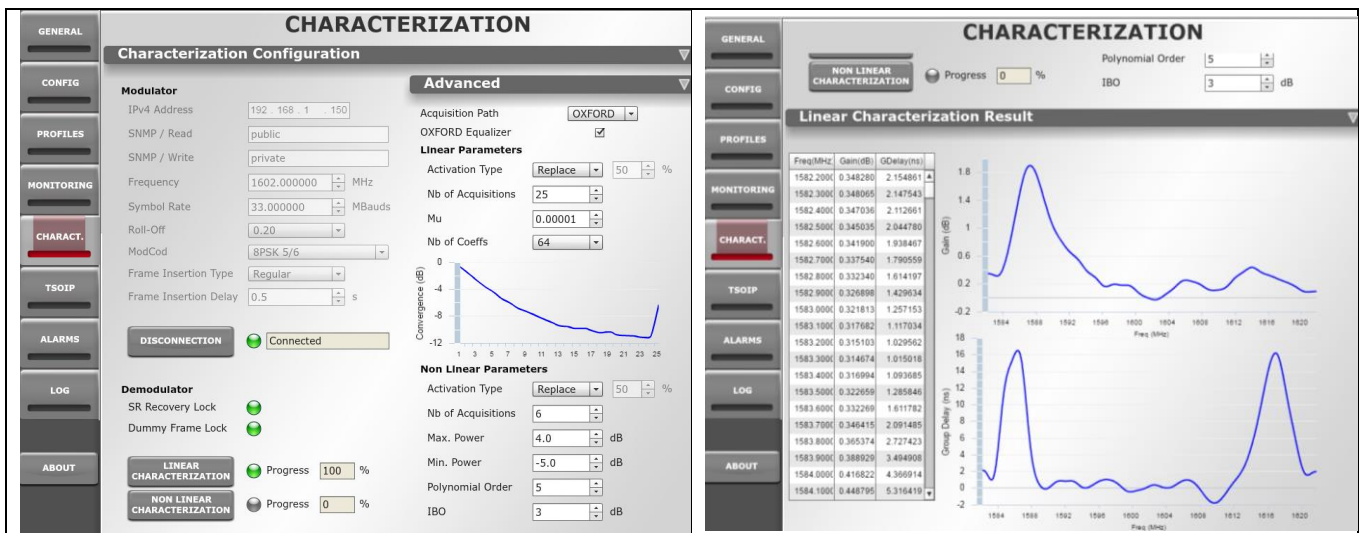 CHARACTERIZATION
GENERAL
CONFIG
PROFILES
MONITORING
CHARACT.
TSOIP
ALARMS
LOG
ABOUT
Characterization Configuration
Modulator
IPv4 Address 192 . 168 . 1 . 150
SNMP / Read public
SNMP / Write private
Frequency 1602.000000 MHz
Symbol Rate 33.000000 MBauds
Roll-Off 0.20
ModCod 8PSK 5/6
Frame Insertion Type Regular
Frame Insertion Delay 0.5 s
DISCONNECTION Connected
Demodulator
SR Recovery Lock
Dummy Frame Lock
LINEAR CHARACTERIZATION Progress 100 %
NON LINEAR CHARACTERIZATION Progress 0 %
Advanced
Acquisition Path OXFORD
OXFORD Equalizer
Linear Parameters
Activation Type Replace 50 %
Nb of Acquisitions 25
Mu 0.00001
Nb of Coeffs 64
Convergence (dB)
0
-4
-8
-12
1 3 5 7 9 11 13 15 17 19 21 23 25
Non Linear Parameters
Activation Type Replace 50 %
Nb of Acquisitions 6
Max. Power 4.0 dB
Min. Power -5.0 dB
Polynomial Order 5
IBO 3 dB
CHARACTERIZATION
GENERAL
CONFIG
PROFILES
MONITORING
CHARACT.
TSOIP
ALARMS
LOG
ABOUT
NON LINEAR CHARACTERIZATION Progress 0 %
Polynomial Order 5
IBO 3 dB
Linear Characterization Result
Freq(MHz) Gain(dB) GDelay(ns)
1582.2000 0.348280 2.154861
1582.3000 0.348065 2.147543
1582.4000 0.347036 2.112661
1582.5000 0.345035 2.044780
1582.6000 0.341900 1.938467
1582.7000 0.337540 1.790559
1582.8000 0.332340 1.614197
1582.9000 0.326898 1.429634
1583.0000 0.321813 1.257153
1583.1000 0.317682 1.117034
1583.2000 0.315103 1.029562
1583.3000 0.314674 1.015018
1583.4000 0.316994 1.093685
1583.5000 0.322659 1.285846
1583.6000 0.332269 1.611782
1583.7000 0.346415 2.091485
1583.8000 0.365374 2.727423
1583.9000 0.388929 3.494908
1584.0000 0.416822 4.366914
1584.1000 0.448795 5.316419
Gain (dB)
1.8
1.4
1
0.6
0.2
-0.2
1584 1588 1592 1596 1600 1604 1608 1612 1616 1620
Freq (MHz)
Group Delay (ns)
18
16
14
12
10
8
6
4
2
0
-2
1584 1588 1592 1596 1600 1604 1608 1612 1616 1620
Freq (MHz)